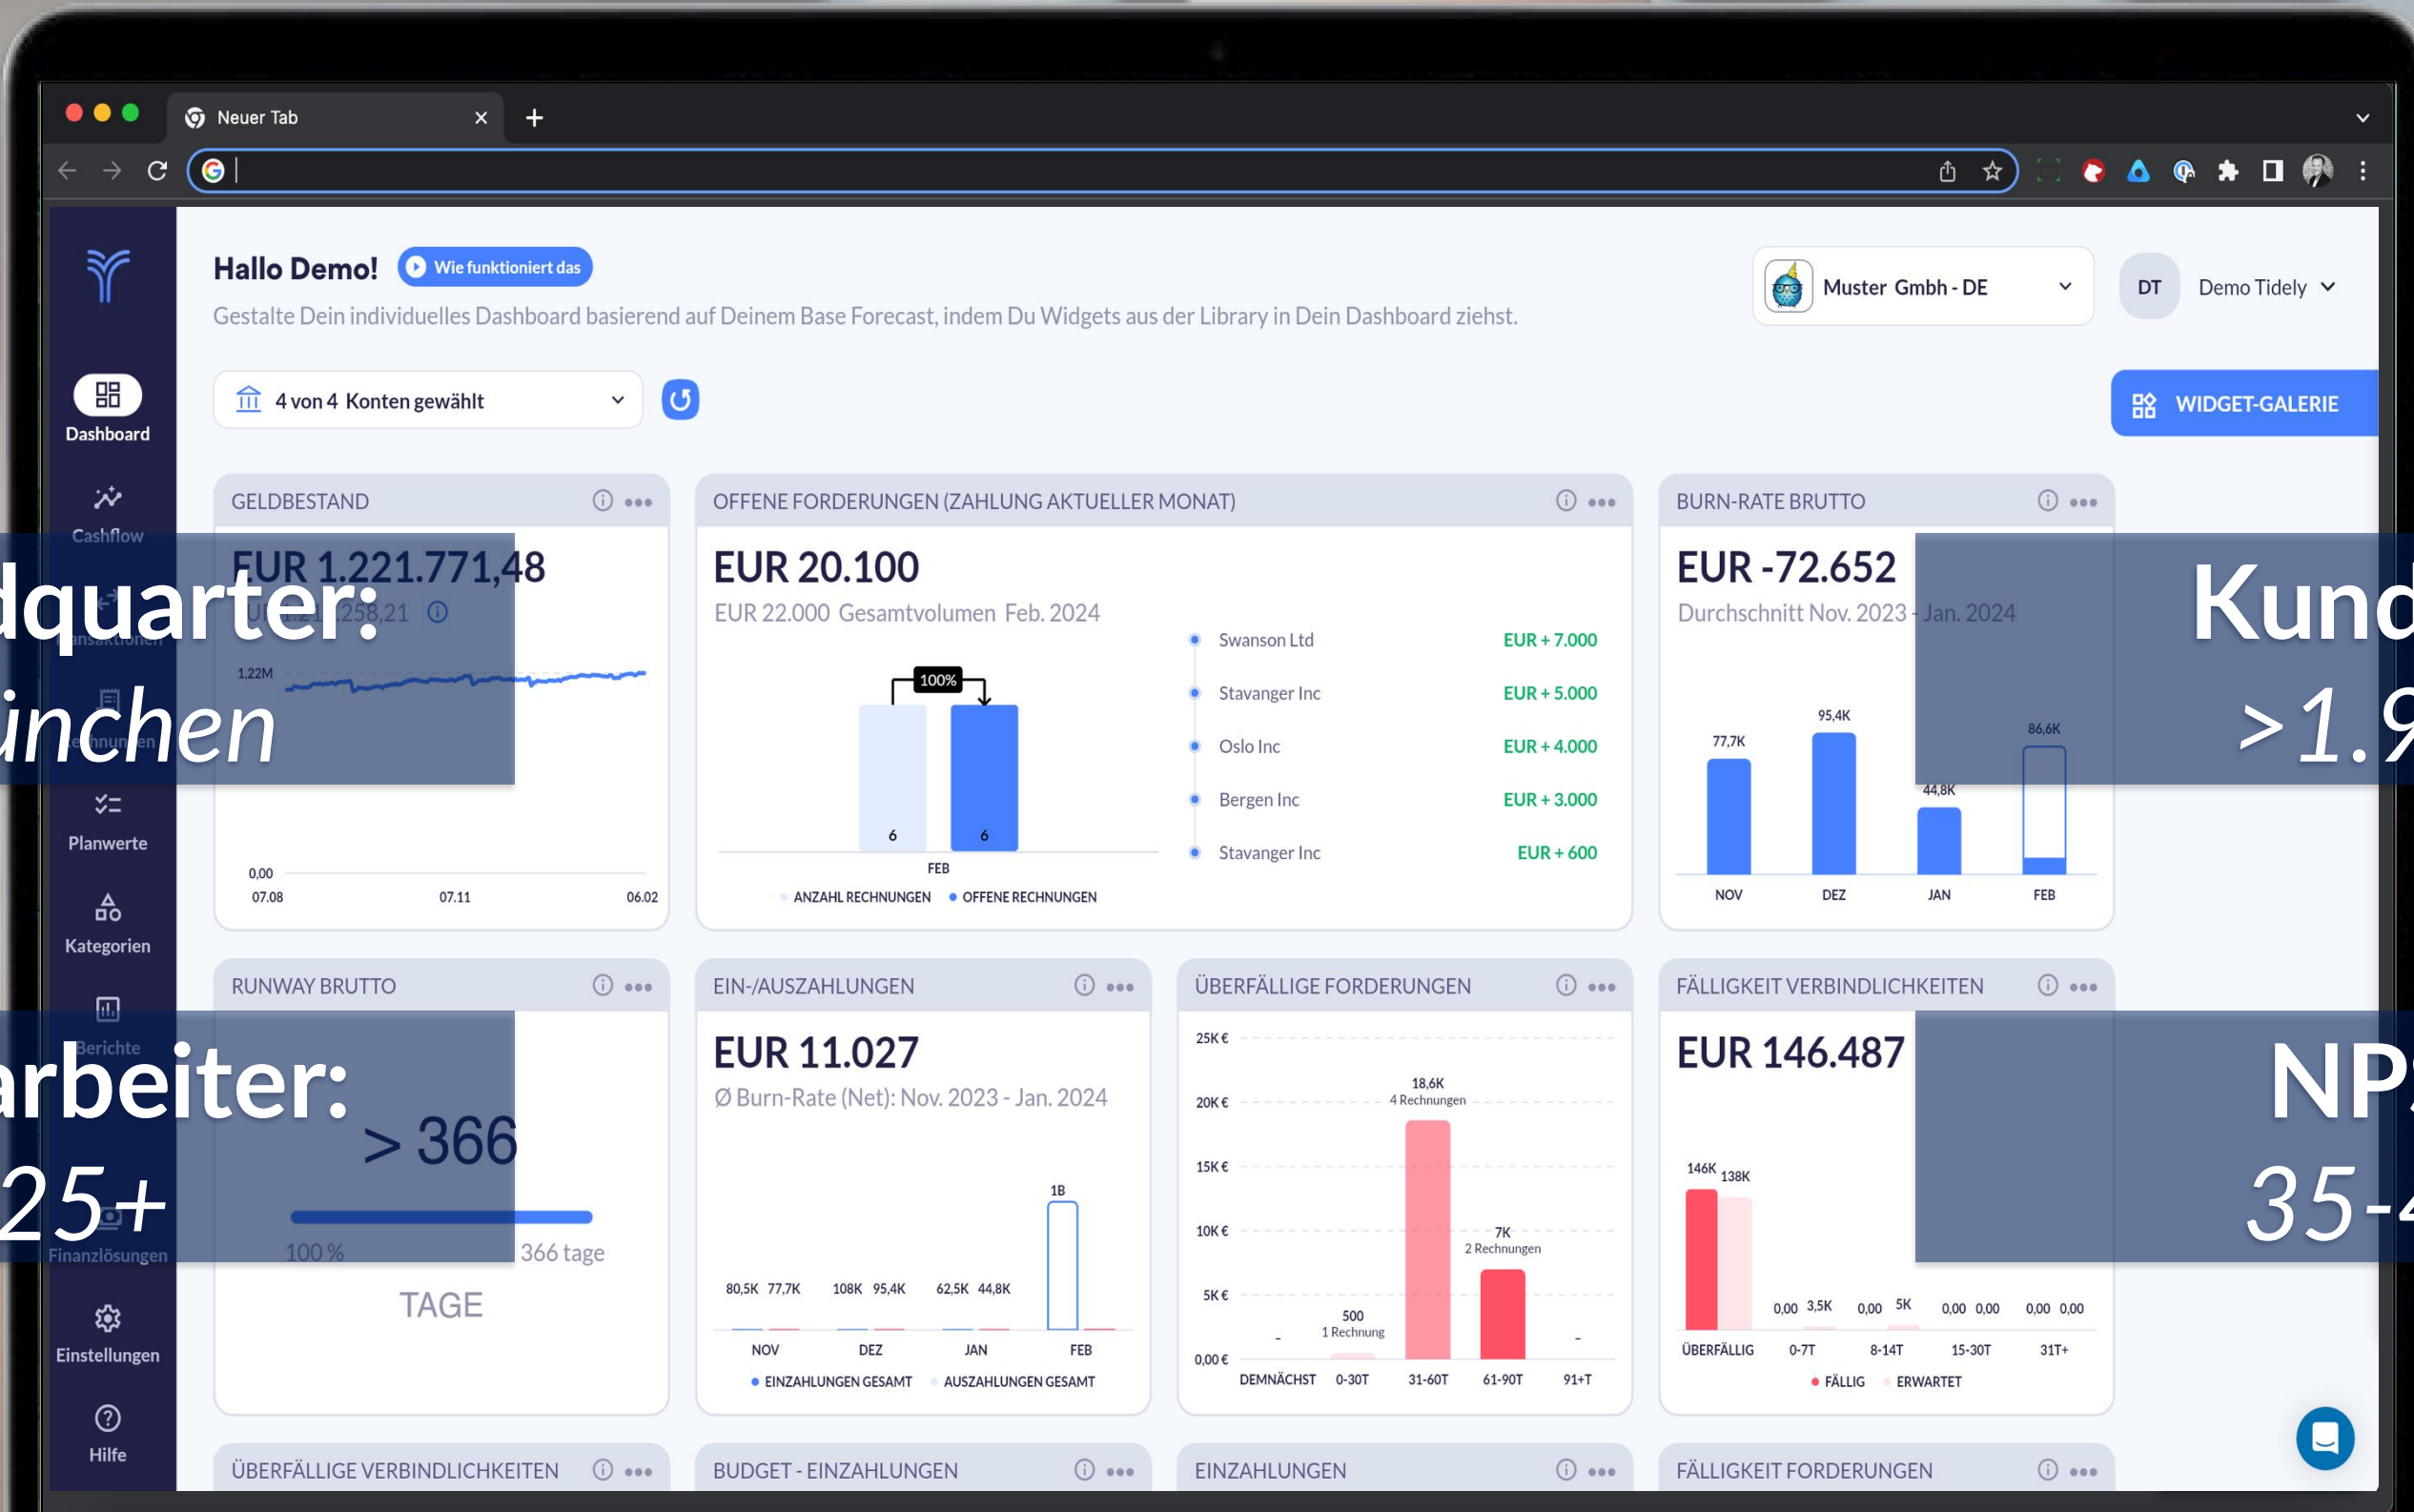 Neuer Tab
Hallo Demo!
Wie funktioniert das
Gestalte Dein individuelles Dashboard basierend auf Deinem Base Forecast, indem Du Widgets aus der Library in Dein Dashboard ziehst.
Muster Gmbh - DE
DT
Demo Tidely
4 von 4 Konten gewählt
WIDGET-GALERIE
Dashboard
Cashflow
Planwerte
Kategorien
Berichte
Finanzlösungen
Einstellungen
Hilfe
dquarter:
ünchen
arbeiter:
25+
Kund
>1.9
NPS
35-4
GELDBESTAND
EUR 1.221.771,48
1,22M
0,00
07.08 07.11 06.02
OFFENE FORDERUNGEN (ZAHLUNG AKTUELLER MONAT)
EUR 20.100
EUR 22.000 Gesamtvolumen Feb. 2024
100%
6 6
FEB
ANZAHL RECHNUNGEN OFFENE RECHNUNGEN
Swanson Ltd EUR + 7.000
Stavanger Inc EUR + 5.000
Oslo Inc EUR + 4.000
Bergen Inc EUR + 3.000
Stavanger Inc EUR + 600
BURN-RATE BRUTTO
EUR -72.652
Durchschnitt Nov. 2023 - Jan. 2024
77,7K 95,4K 44,8K 86,6K
NOV DEZ JAN FEB
RUNWAY BRUTTO
> 366
100 % 366 tage
TAGE
EIN-/AUSZAHLUNGEN
EUR 11.027
Ø Burn-Rate (Net): Nov. 2023 - Jan. 2024
1B
80,5K 77,7K 108K 95,4K 62,5K 44,8K
NOV DEZ JAN FEB
EINZAHLUNGEN GESAMT AUSZAHLUNGEN GESAMT
ÜBERFÄLLIGE FORDERUNGEN
25K €
20K €
15K €
10K €
5K €
0,00 €
-
500
1 Rechnung
18,6K
4 Rechnungen
7K
2 Rechnungen
-
DEMNÄCHST 0-30T 31-60T 61-90T 91+T
FÄLLIGKEIT VERBINDLICHKEITEN
EUR 146.487
146K 138K
0,00 3,5K 0,00 5K 0,00 0,00 0,00 0,00
ÜBERFÄLLIG 0-7T 8-14T 15-30T 31T+
FÄLLIG ERWARTET
ÜBERFÄLLIGE VERBINDLICHKEITEN
BUDGET - EINZAHLUNGEN
EINZAHLUNGEN
FÄLLIGKEIT FORDERUNGEN